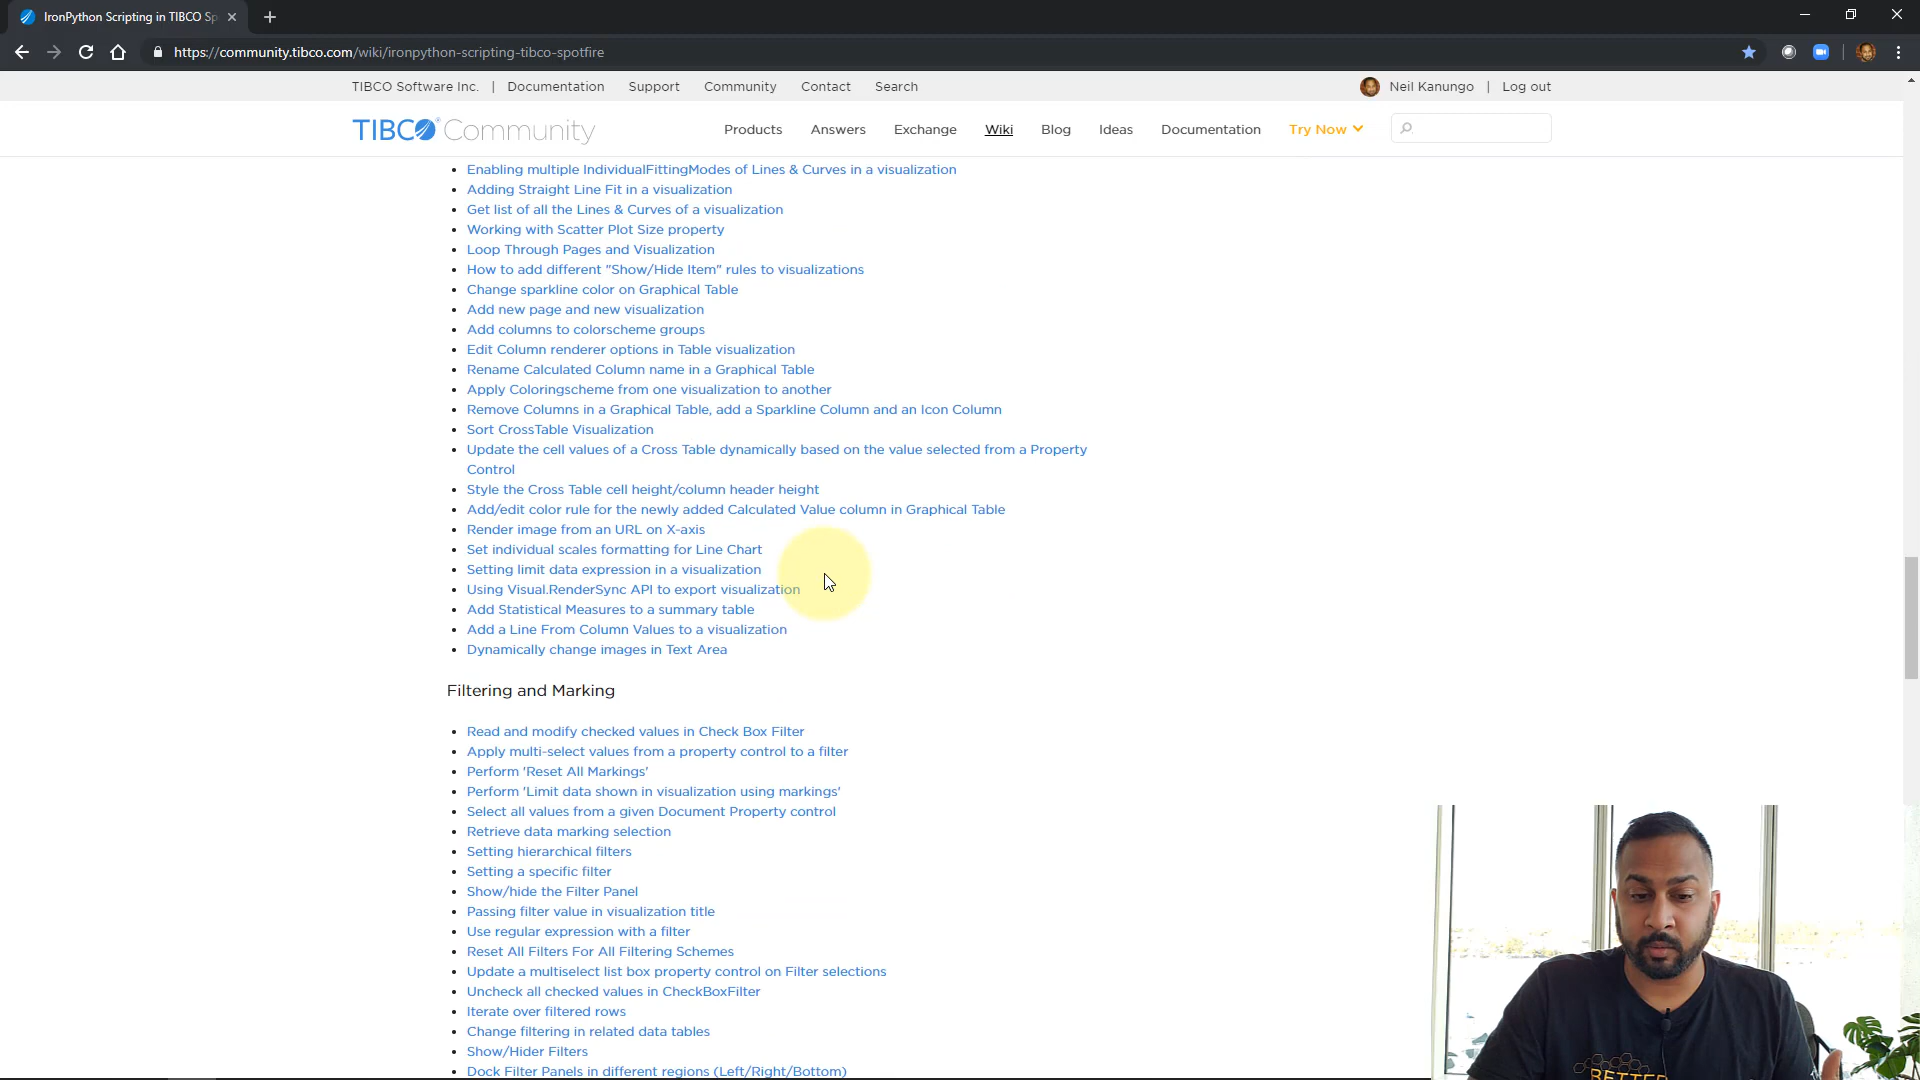 IronPython Scripting in TIBCO Sp
https://community.tibco.com/wiki/ironpython-scripting-tibco-spotfire
TIBCO Software Inc. | Documentation Support Community Contact Search Neil Kanungo | Log out
TIBCO® Community Products Answers Exchange Wiki Blog Ideas Documentation Try Now
Enabling multiple IndividualFittingModes of Lines & Curves in a visualization
Adding Straight Line Fit in a visualization
Get list of all the Lines & Curves of a visualization
Working with Scatter Plot Size property
Loop Through Pages and Visualization
How to add different "Show/Hide Item" rules to visualizations
Change sparkline color on Graphical Table
Add new page and new visualization
Add columns to colorscheme groups
Edit Column renderer options in Table visualization
Rename Calculated Column name in a Graphical Table
Apply Coloringscheme from one visualization to another
Remove Columns in a Graphical Table, add a Sparkline Column and an Icon Column
Sort CrossTable Visualization
Update the cell values of a Cross Table dynamically based on the value selected from a Property
Control
Style the Cross Table cell height/column header height
Add/edit color rule for the newly added Calculated Value column in Graphical Table
Render image from an URL on X-axis
Set individual scales formatting for Line Chart
Setting limit data expression in a visualization
Using Visual.RenderSync API to export visualization
Add Statistical Measures to a summary table
Add a Line From Column Values to a visualization
Dynamically change images in Text Area
Filtering and Marking
Read and modify checked values in Check Box Filter
Apply multi-select values from a property control to a filter
Perform 'Reset All Markings'
Perform 'Limit data shown in visualization using markings'
Select all values from a given Document Property control
Retrieve data marking selection
Setting hierarchical filters
Setting a specific filter
Show/hide the Filter Panel
Passing filter value in visualization title
Use regular expression with a filter
Reset All Filters For All Filtering Schemes
Update a multiselect list box property control on Filter selections
Uncheck all checked values in CheckBoxFilter
Iterate over filtered rows
Change filtering in related data tables
Show/Hider Filters
Dock Filter Panels in different regions (Left/Right/Bottom)
BETTER